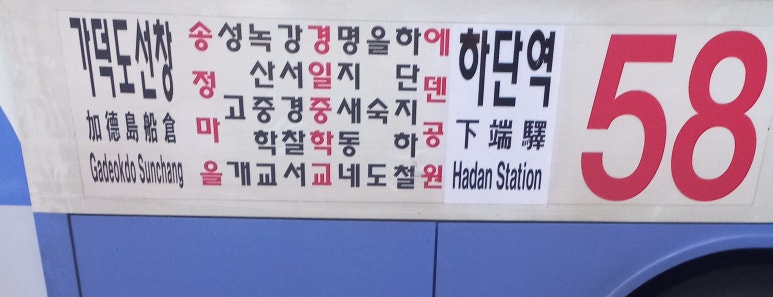 가덕도선창
加德島船倉
Gadeokdo Sunchang
송정마을
성고개
녹산중학교
강서경찰서
경일중학교
명지새동네
을숙도
하단지하철
에덴공원
하단역
下端驛
Hadan Station
58